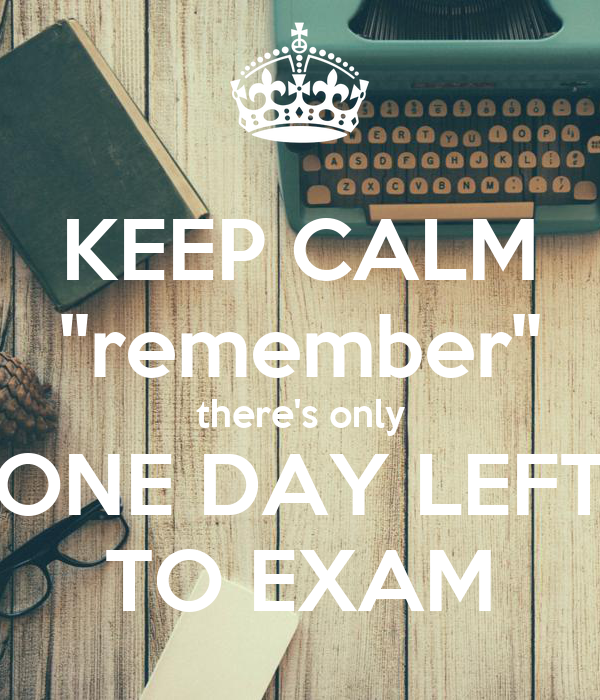 KEEP CALM
"remember"
there's only
ONE DAY LEFT
TO EXAM